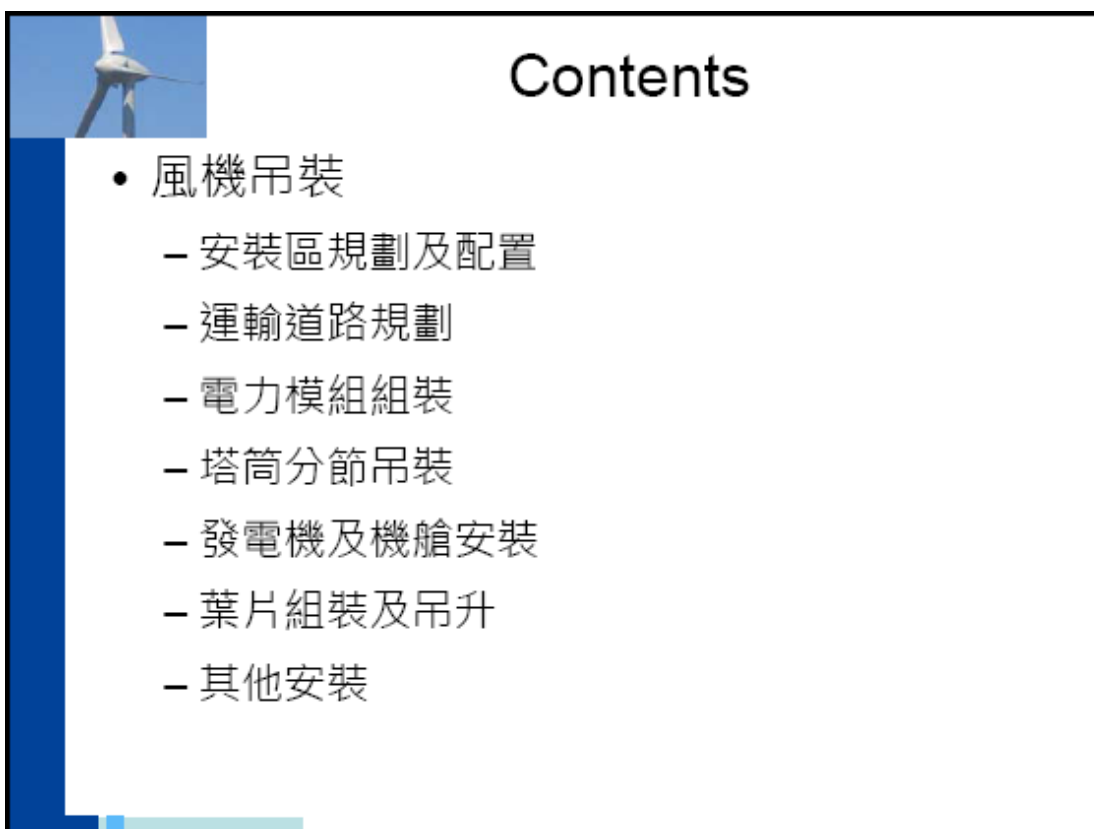 Contents
• 風機吊裝
– 安裝區規劃及配置
– 運輸道路規劃
– 電力模組組裝
– 塔筒分節吊裝
– 發電機及機艙安裝
– 葉片組裝及吊升
– 其他安裝